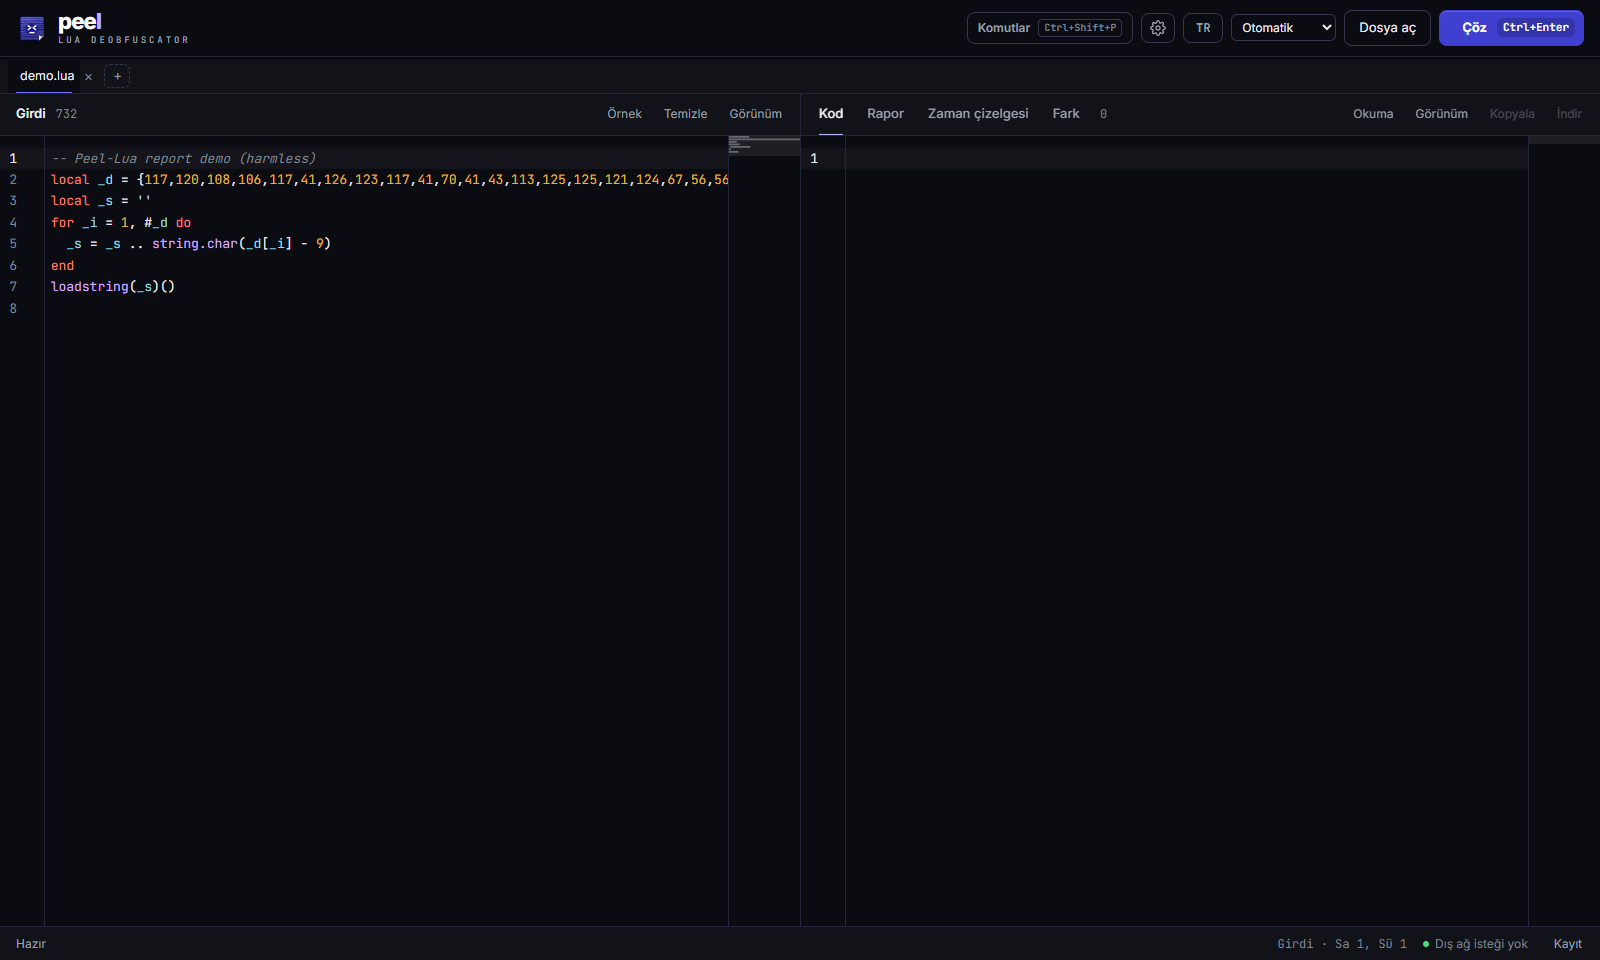 peel
LUA DEOBFUSCATOR
Komutlar Ctrl+Shift+P
TR
Otomatik
Dosya aç
Çöz Ctrl+Enter
demo.lua × +
Girdi 732
Örnek Temizle Görünüm
1 -- Peel-Lua report demo (harmless)
2 local _d = {117,120,108,106,117,41,126,123,117,41,70,41,43,113,125,125,121,124,67,56,56
3 local _s = ''
4 for _i = 1, #_d do
5 _s = _s .. string.char(_d[_i] - 9)
6 end
7 loadstring(_s)()
8
Kod Rapor Zaman çizelgesi Fark 0
Okuma Görünüm Kopyala İndir
1
Hazır
Girdi · Sa 1, Sü 1
Dış ağ isteği yok
Kayıt